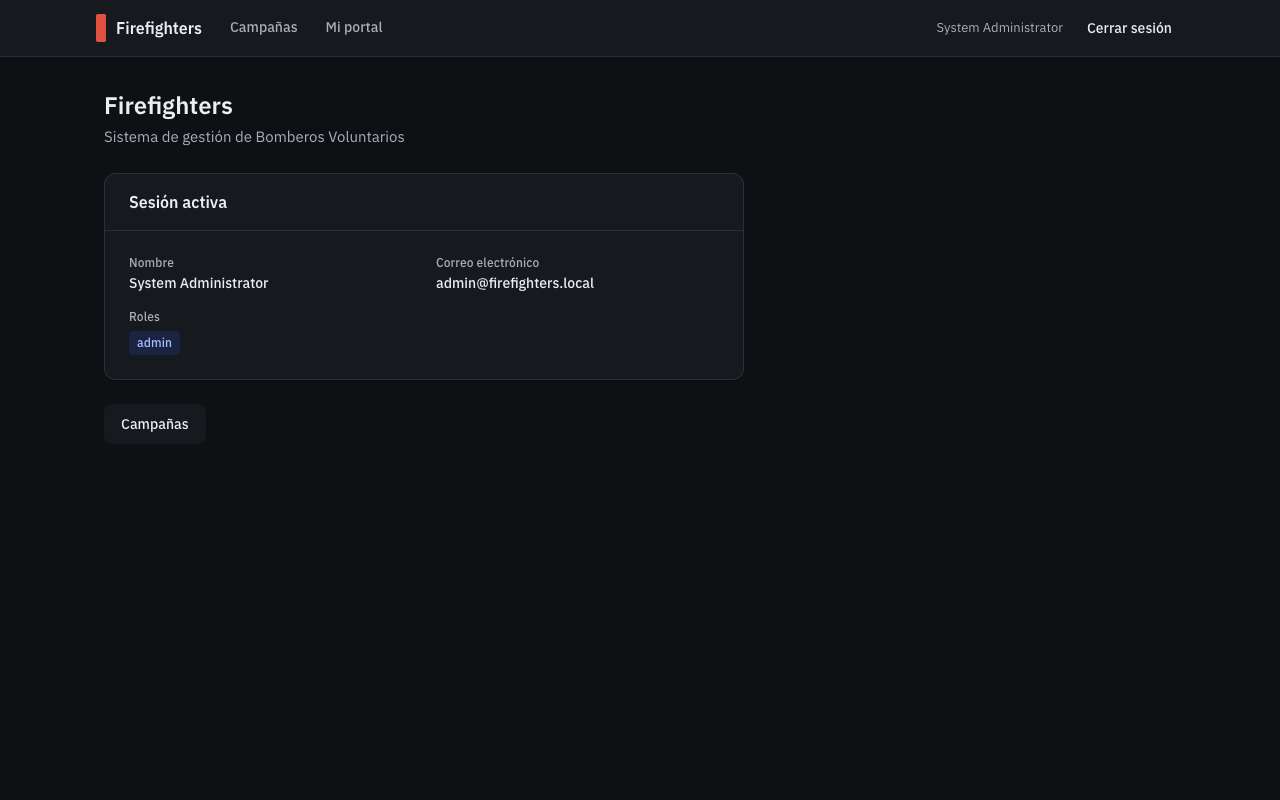 Firefighters Campañas Mi portal System Administrator Cerrar sesión
Firefighters
Sistema de gestión de Bomberos Voluntarios
Sesión activa
Nombre Correo electrónico
System Administrator admin@firefighters.local
Roles
admin
Campañas